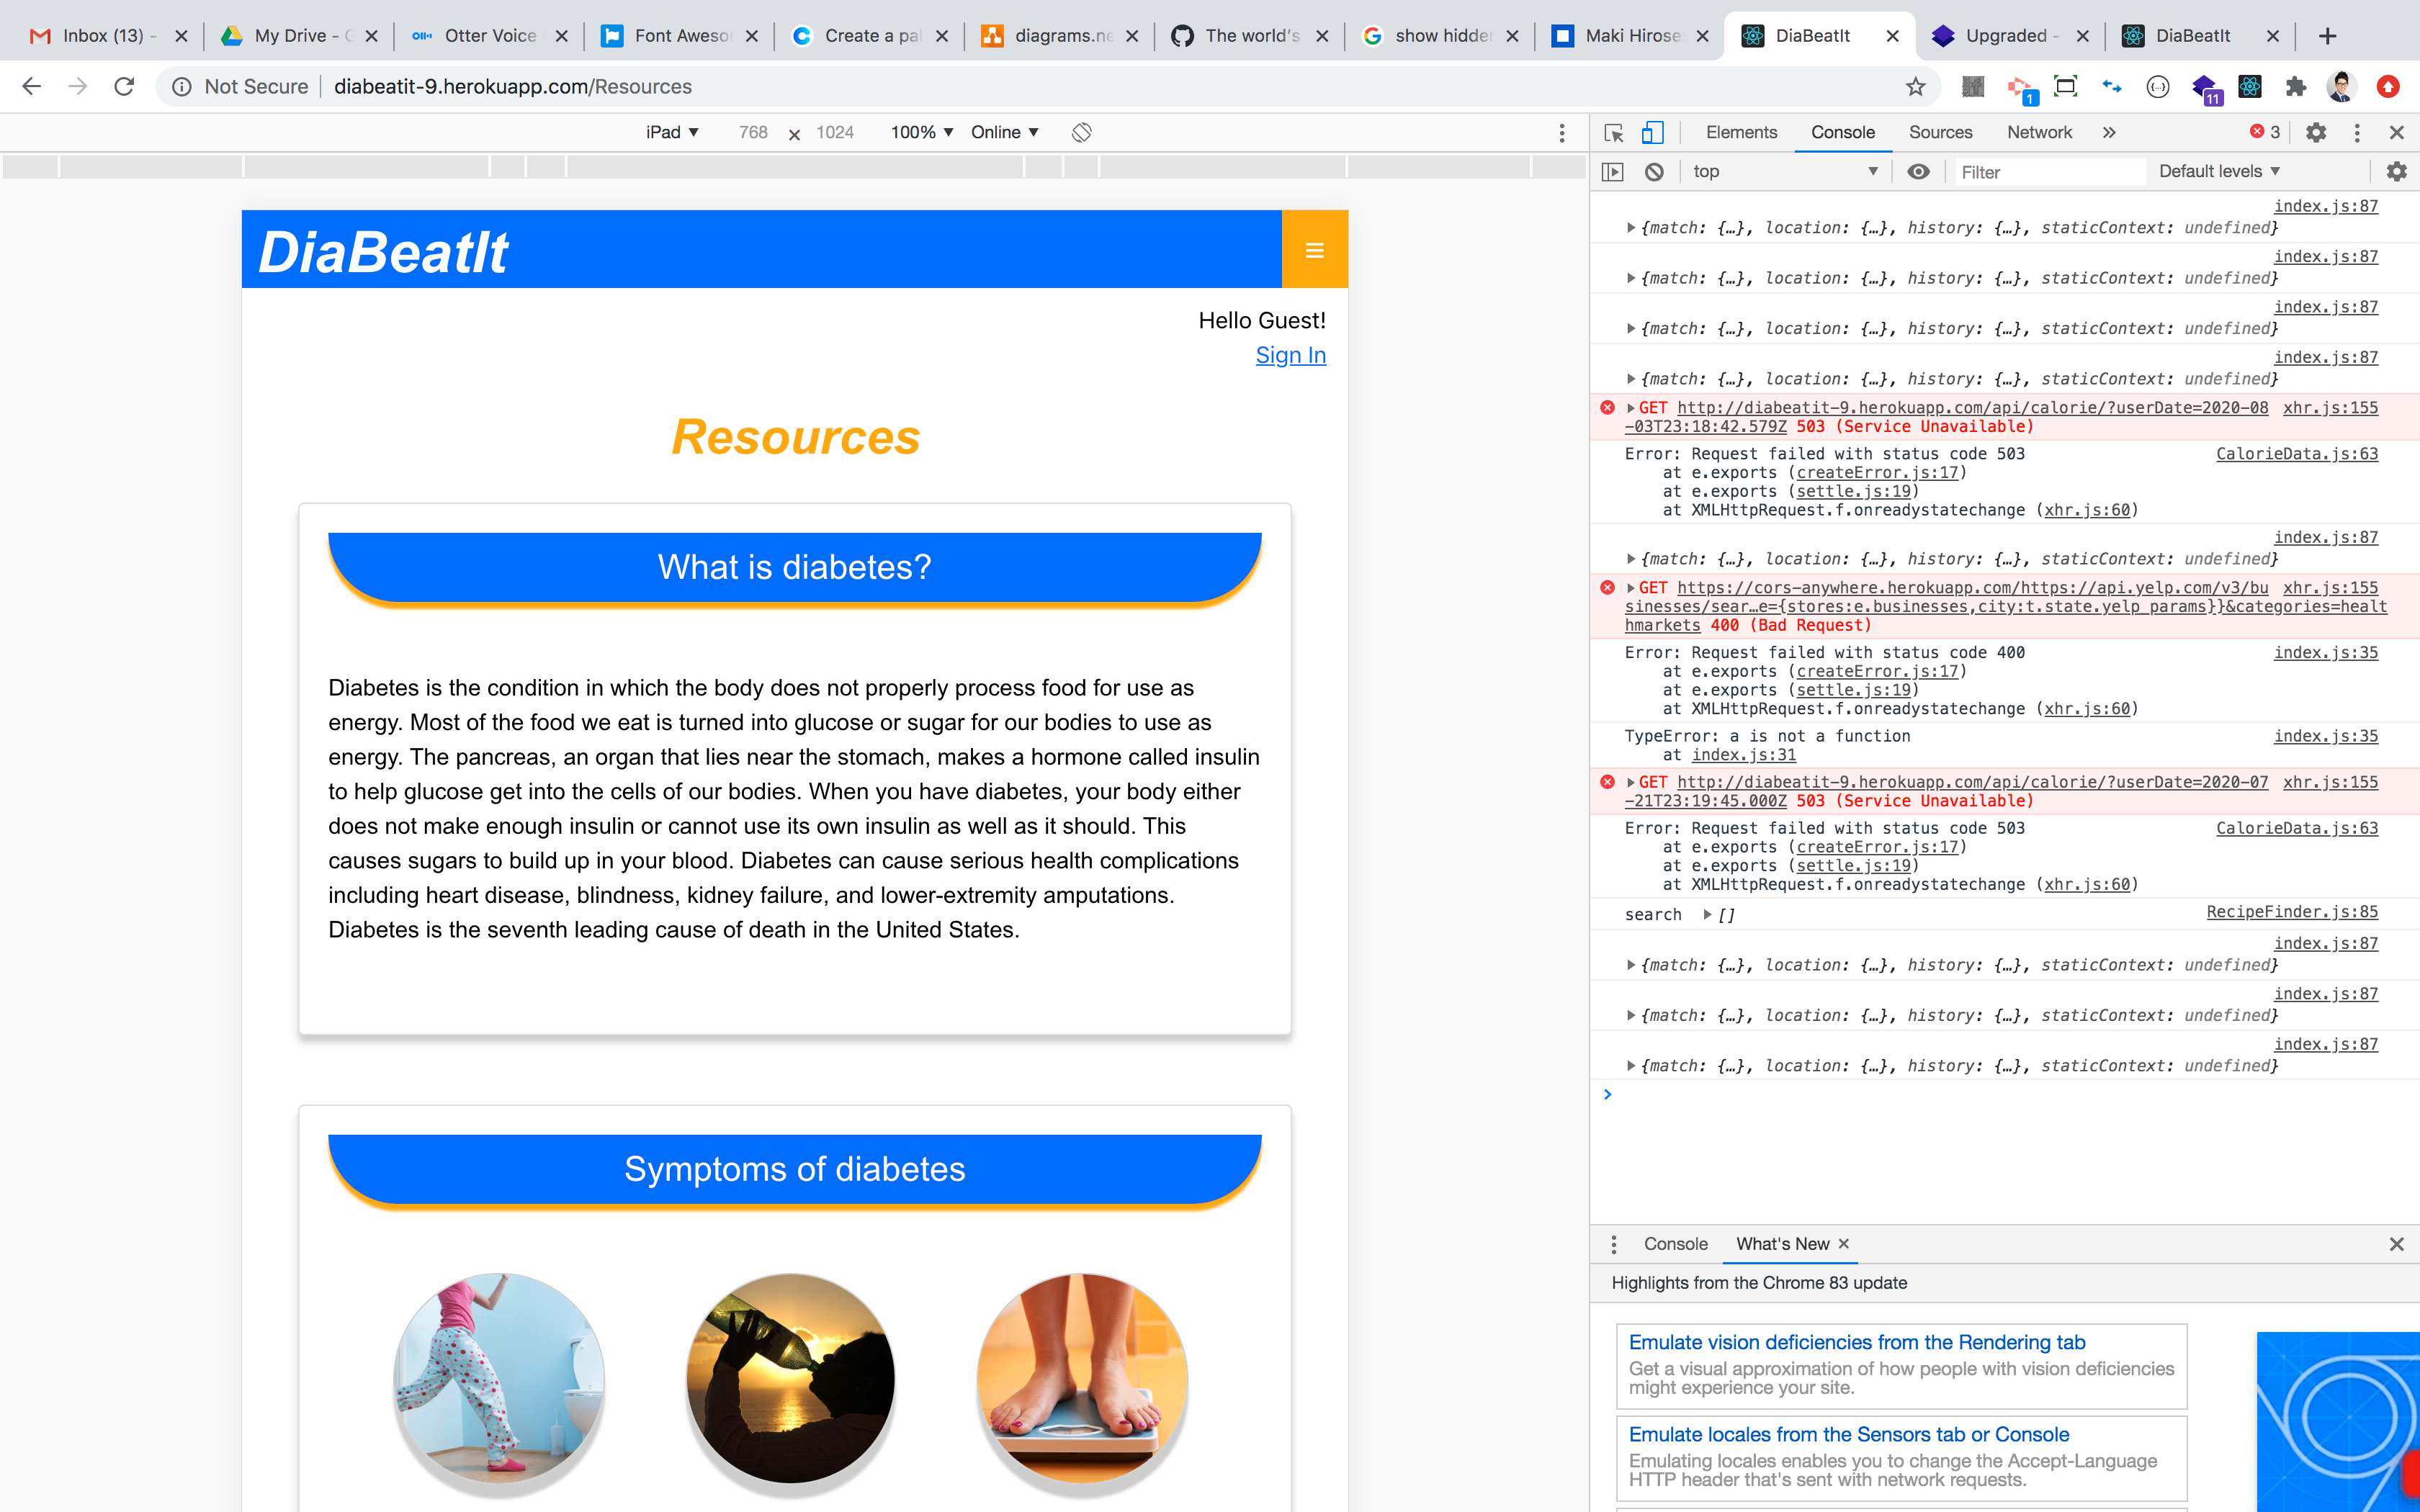 Inbox (13) -
My Drive - G
Otter Voice
Font Aweso
Create a pal
diagrams.ne
The world's
show hidden
Maki Hirose
DiaBeatIt
Upgraded -
DiaBeatIt
Not Secure
diabeatit-9.herokuapp.com/Resources
1
11
iPad
768
1024
100%
Online
Elements
Console
Sources
Network
3
top
Filter
Default levels
DiaBeatIt
Hello Guest!
Sign In
Resources
What is diabetes?
Diabetes is the condition in which the body does not properly process food for use as
energy. Most of the food we eat is turned into glucose or sugar for our bodies to use as
energy. The pancreas, an organ that lies near the stomach, makes a hormone called insulin
to help glucose get into the cells of our bodies. When you have diabetes, your body either
does not make enough insulin or cannot use its own insulin as well as it should. This
causes sugars to build up in your blood. Diabetes can cause serious health complications
including heart disease, blindness, kidney failure, and lower-extremity amputations.
Diabetes is the seventh leading cause of death in the United States.
Symptoms of diabetes
index.js:87
{match: {…}, location: {…}, history: {…}, staticContext: undefined}
index.js:87
{match: {…}, location: {…}, history: {…}, staticContext: undefined}
index.js:87
{match: {…}, location: {…}, history: {…}, staticContext: undefined}
index.js:87
{match: {…}, location: {…}, history: {…}, staticContext: undefined}
GET http://diabeatit-9.herokuapp.com/api/calorie/?userDate=2020-08 xhr.js:155
-03T23:18:42.579Z 503 (Service Unavailable)
Error: Request failed with status code 503 CalorieData.js:63
at e.exports (createError.js:17)
at e.exports (settle.js:19)
at XMLHttpRequest.f.onreadystatechange (xhr.js:60)
index.js:87
{match: {…}, location: {…}, history: {…}, staticContext: undefined}
GET https://cors-anywhere.herokuapp.com/https://api.yelp.com/v3/bu xhr.js:155
sinesses/sear…e={stores:e.businesses,city:t.state.yelp_params}}&categories=healt
hmarkets 400 (Bad Request)
Error: Request failed with status code 400 index.js:35
at e.exports (createError.js:17)
at e.exports (settle.js:19)
at XMLHttpRequest.f.onreadystatechange (xhr.js:60)
TypeError: a is not a function index.js:35
at index.js:31
GET http://diabeatit-9.herokuapp.com/api/calorie/?userDate=2020-07 xhr.js:155
-21T23:19:45.000Z 503 (Service Unavailable)
Error: Request failed with status code 503 CalorieData.js:63
at e.exports (createError.js:17)
at e.exports (settle.js:19)
at XMLHttpRequest.f.onreadystatechange (xhr.js:60)
search [] RecipeFinder.js:85
index.js:87
{match: {…}, location: {…}, history: {…}, staticContext: undefined}
index.js:87
{match: {…}, location: {…}, history: {…}, staticContext: undefined}
index.js:87
{match: {…}, location: {…}, history: {…}, staticContext: undefined}
Console
What's New
Highlights from the Chrome 83 update
Emulate vision deficiencies from the Rendering tab
Get a visual approximation of how people with vision deficiencies
might experience your site.
Emulate locales from the Sensors tab or Console
Emulating locales enables you to change the Accept-Language
HTTP header that's sent with network requests.